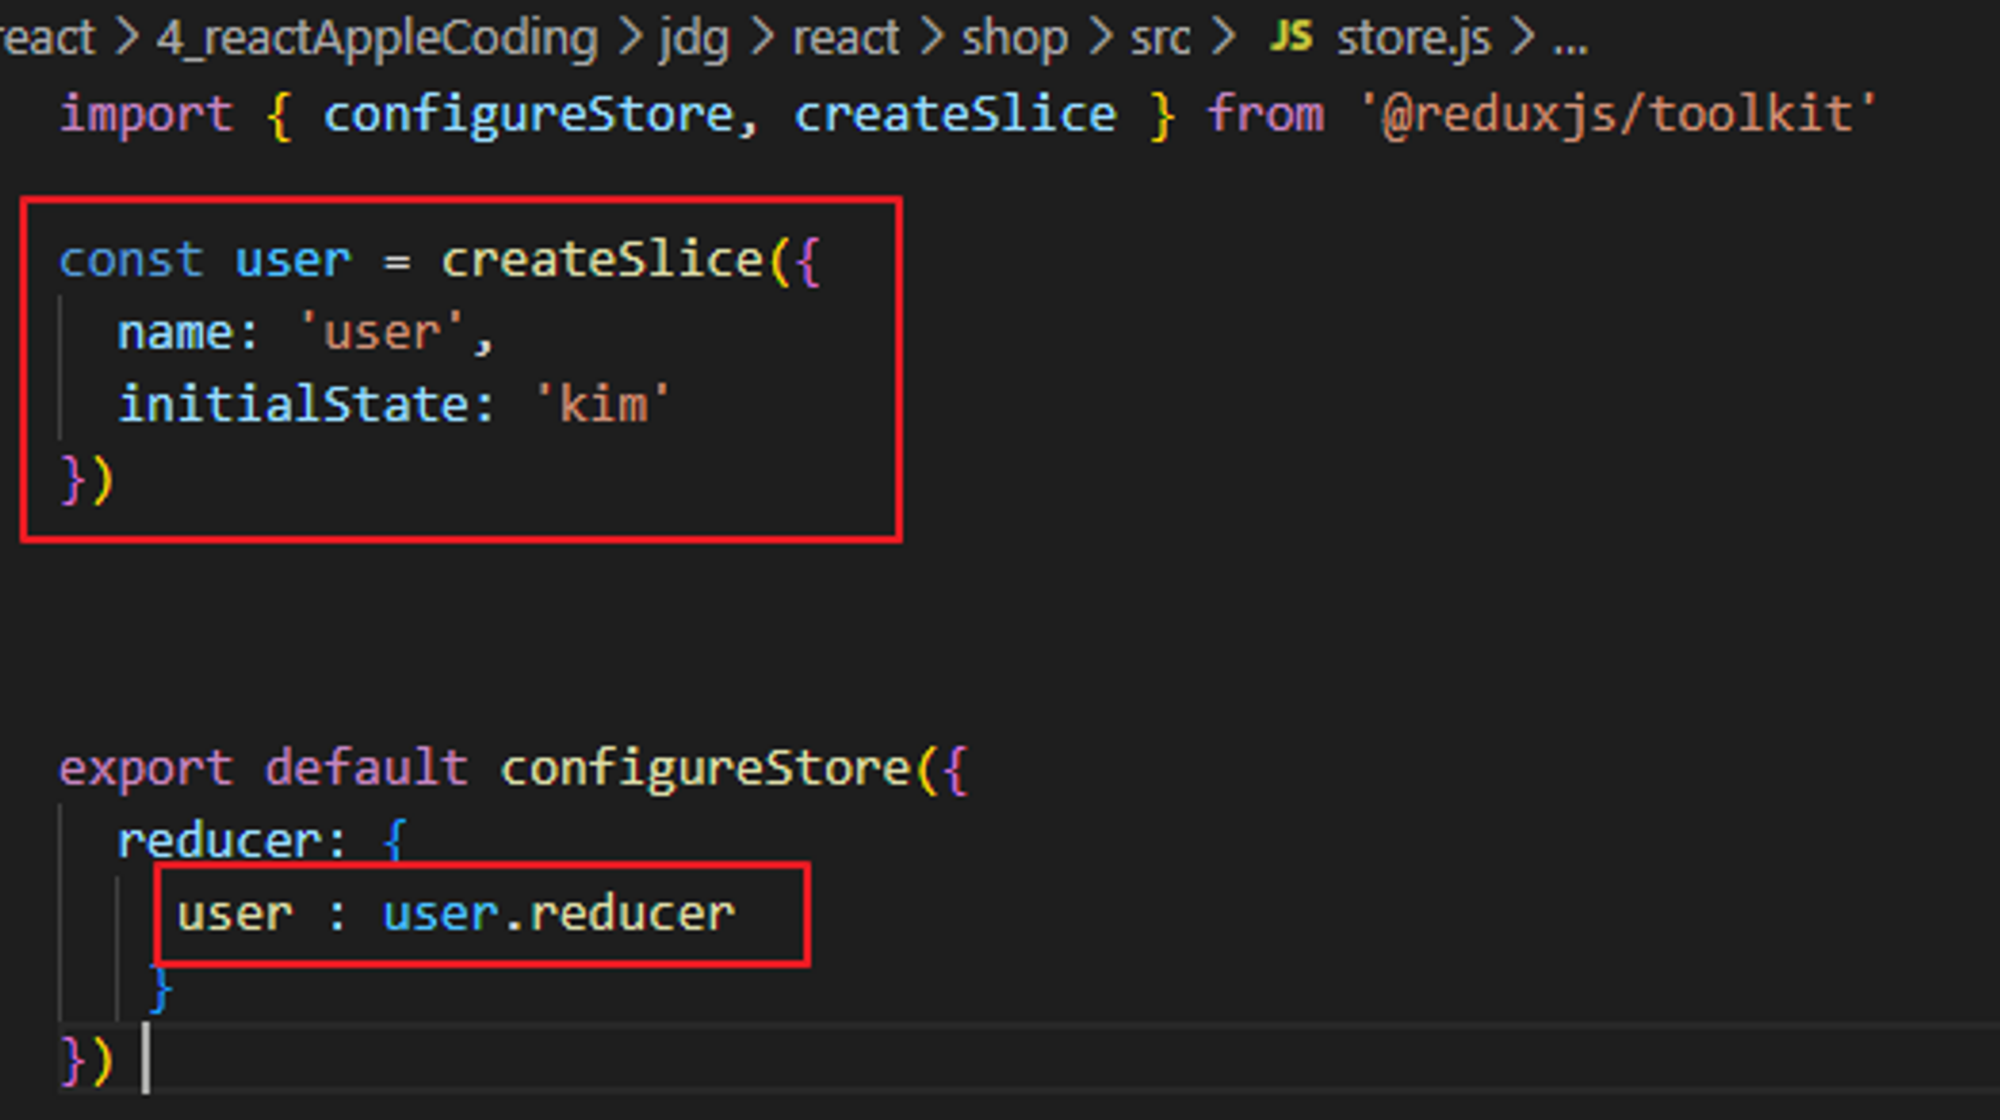 react > 4_reactAppleCoding > jdg > react > shop > src > JS store.js > ...
import { configureStore, createSlice } from '@reduxjs/toolkit'
const user = createSlice({
name: 'user',
initialState: 'kim'
})
export default configureStore({
reducer: {
user : user.reducer
}
})